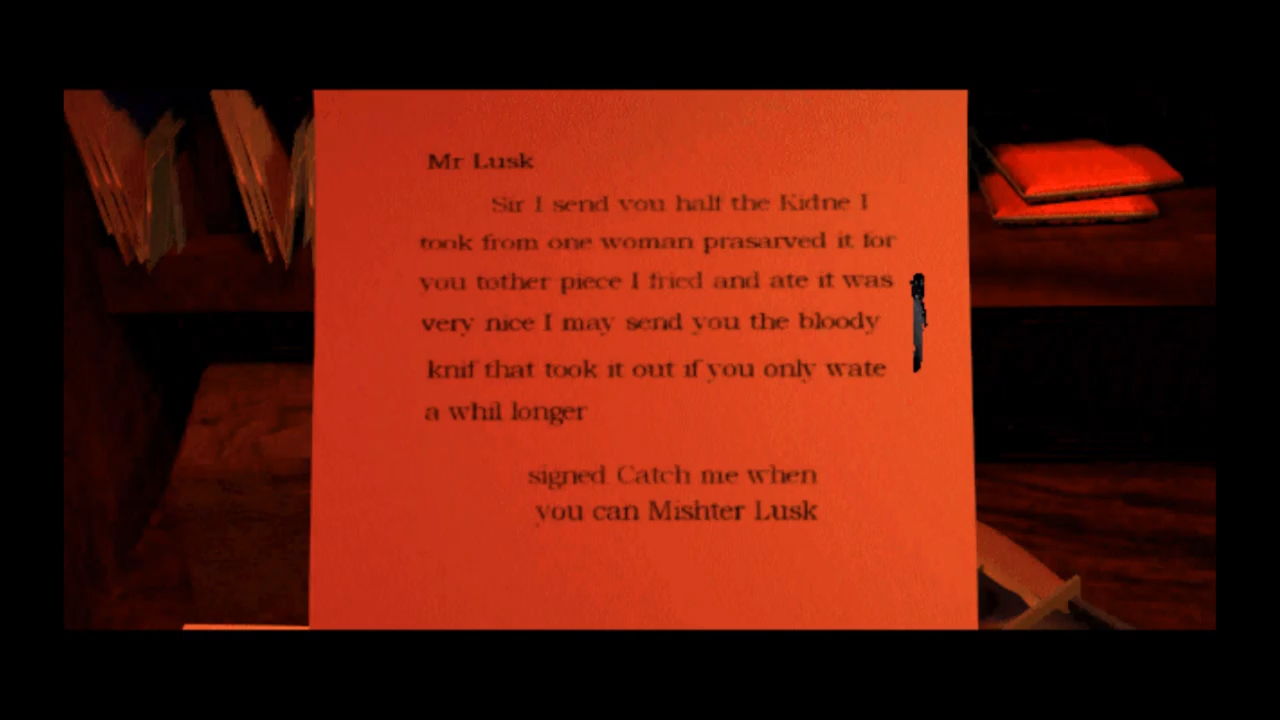 Mr Lusk
Sir I send you half the Kidne I
took from one woman prasarved it for
you tother piece I fried and ate it was
very nice I may send you the bloody
knif that took it out if you only wate
a whil longer
signed Catch me when
you can Mishter Lusk